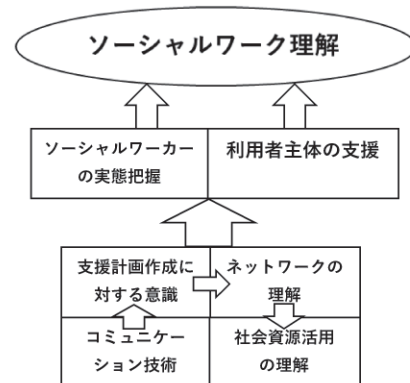 ソーシャルワーク理解
ソーシャルワーカー
の実態把握
利用者主体の支援
支援計画作成に
対する意識
ネットワークの
理解
コミュニケー
ション技術
社会資源活用
の理解